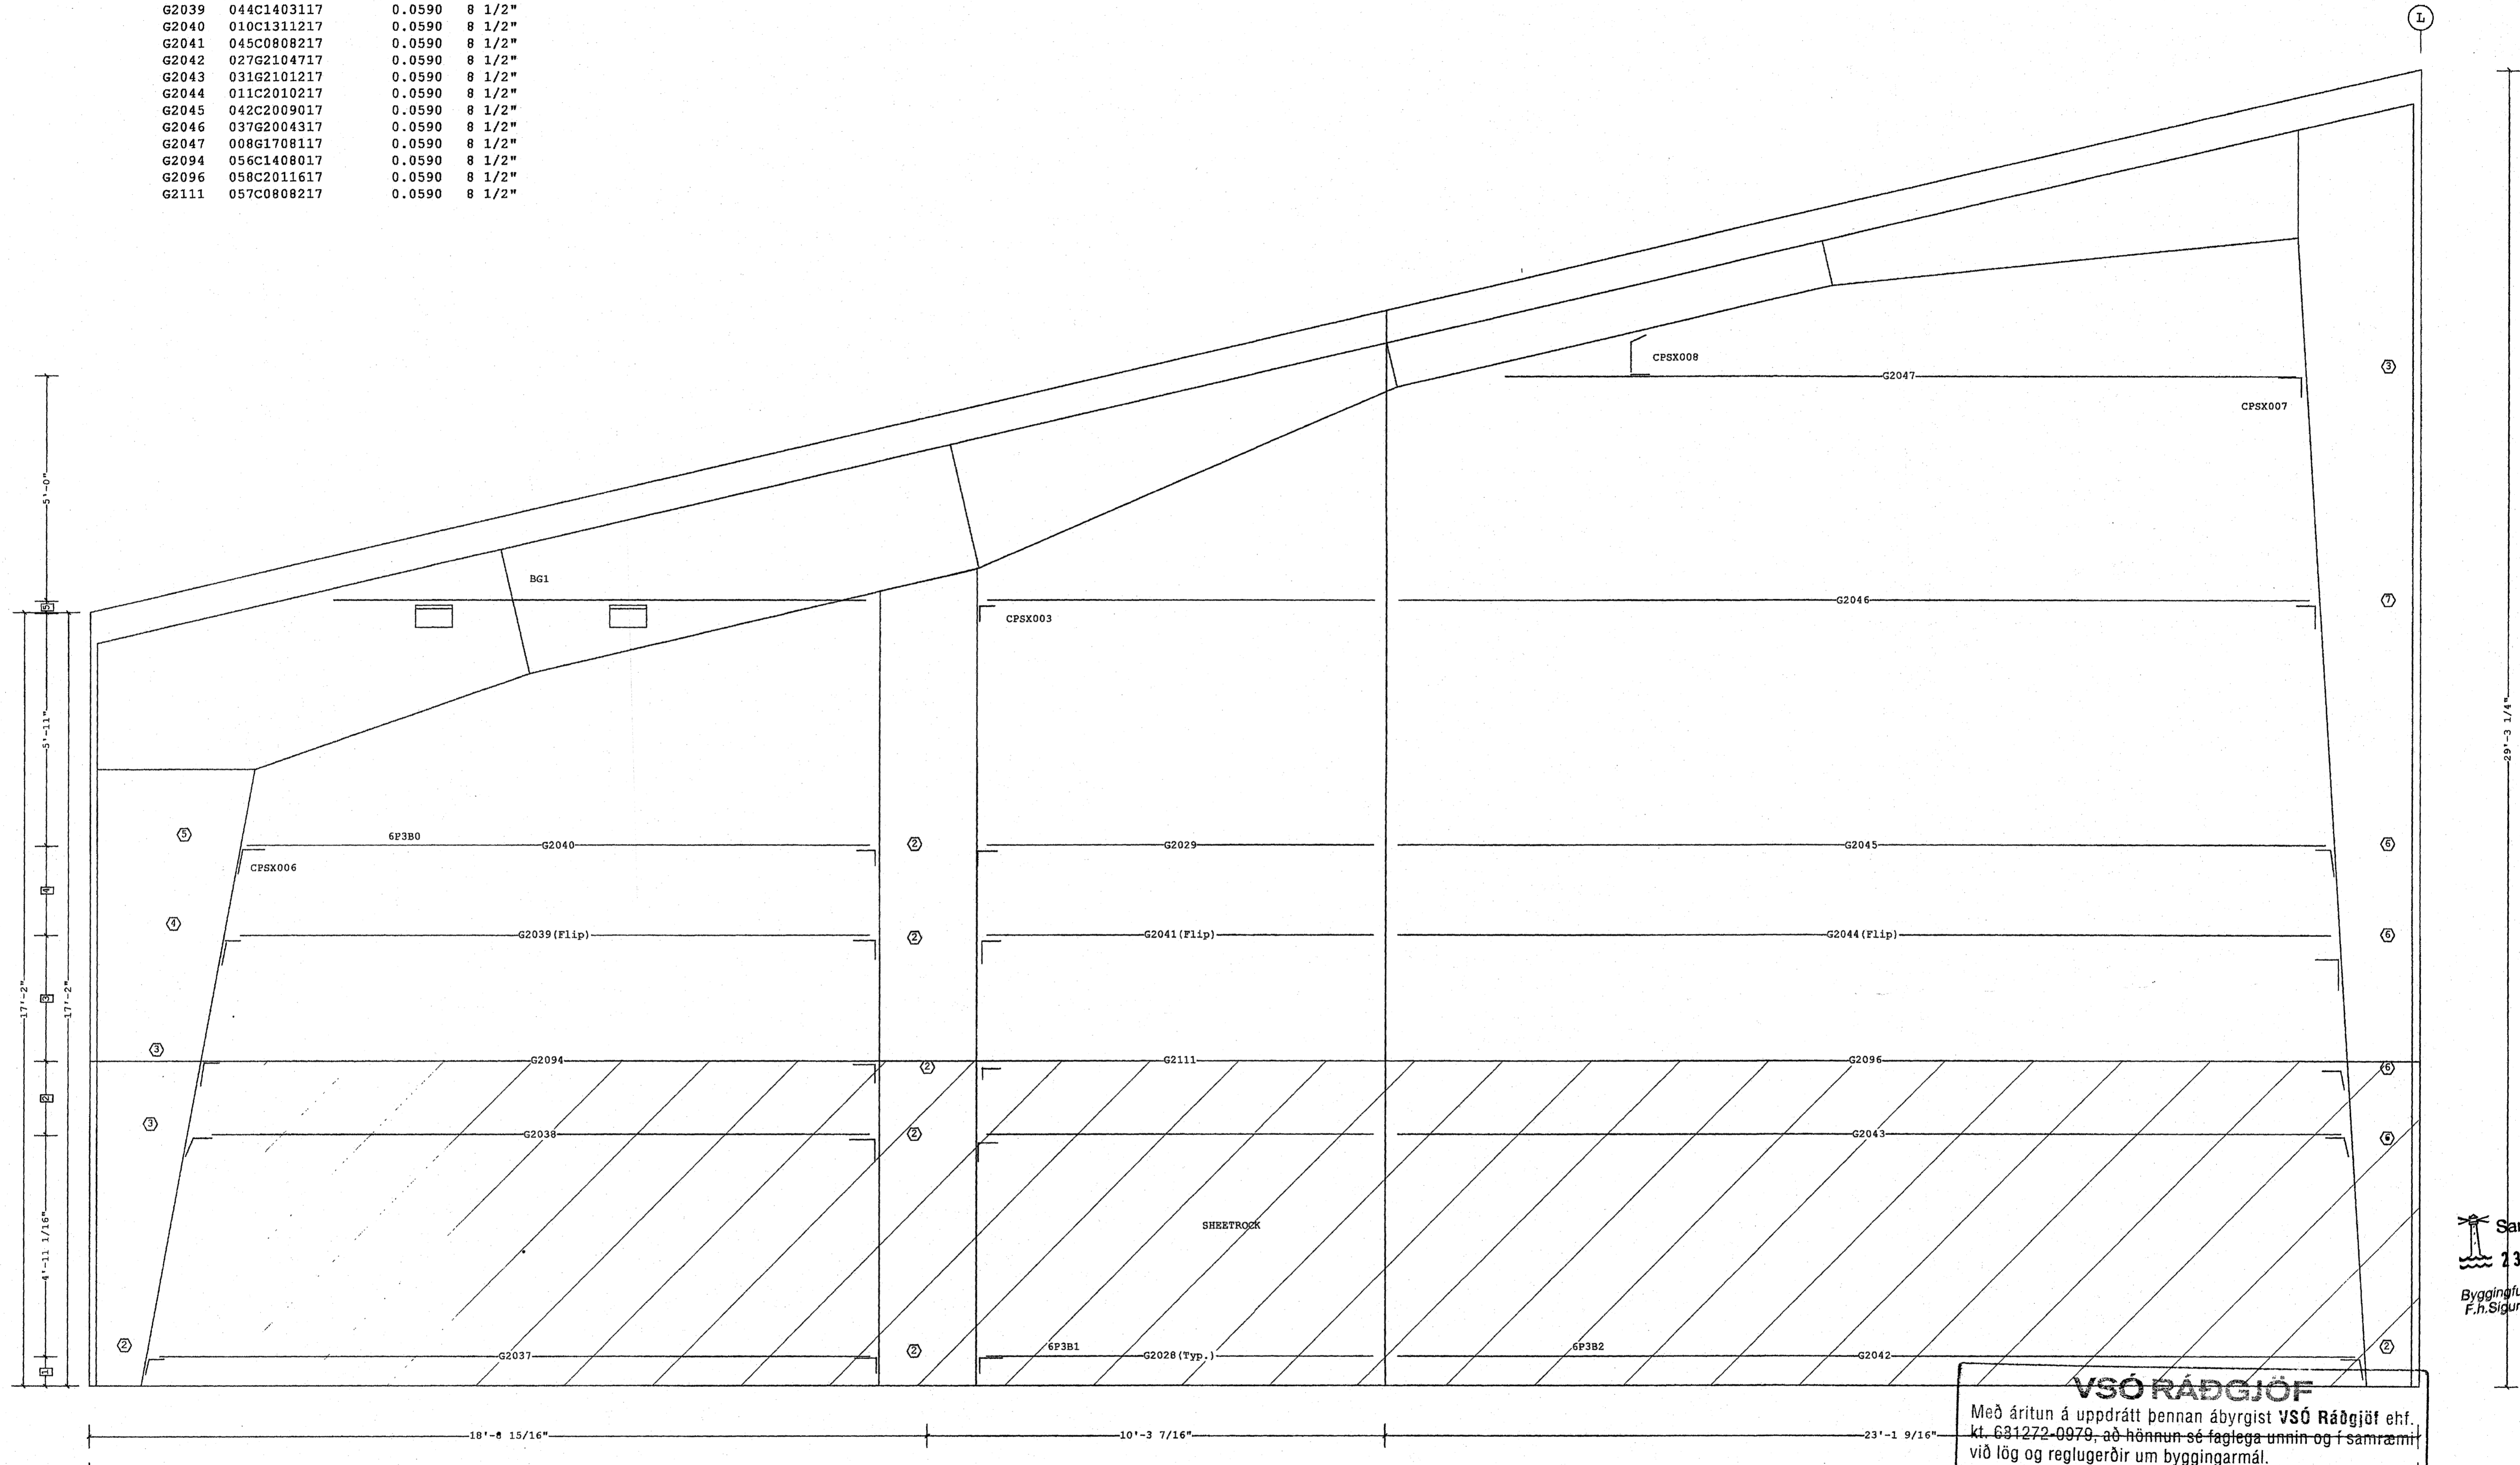 G2039 044C1403117 0.0590 8 1/2"
G2040 010C1311217 0.0590 8 1/2"
G2041 045C0808217 0.0590 8 1/2"
G2042 027G2104717 0.0590 8 1/2"
G2043 031G2101217 0.0590 8 1/2"
G2044 011C2010217 0.0590 8 1/2"
G2045 042C2009017 0.0590 8 1/2"
G2046 037G2004317 0.0590 8 1/2"
G2047 008G1708117 0.0590 8 1/2"
G2094 056C1408017 0.0590 8 1/2"
G2096 058C2011617 0.0590 8 1/2"
G2111 057C0808217 0.0590 8 1/2"
L
CPSX008
3
G2047
CPSX007
5'-0"
BG1
5
G2046
7
CPSX003
29'-3 1/4"
5'-11"
5
6P3B0
G2040
2
G2029
G2045
6
CPSX006
4
4
G2039(Flip)
2
G2041(Flip)
G2044(Flip)
6
17'-2"
3
17'-2"
3
G2094
2
G2111
G2096
6
2
3
G2038
2
G2043
6
4'-11 1/16"
SHEETROCK
2
G2037
2
6P3B1
G2028(Typ.)
6P3B2
G2042
2
1
18'-8 15/16"
10'-3 7/16"
23'-1 9/16"
23
F.h.Sigur
VSÓ RÁÐGJÖF
Með áritun á uppdrátt þennan ábyrgist VSÓ Ráðgjöf ehf.
kt. 681272-0979, að hönnun sé faglega unnin og í samræmi
við lög og reglugerðir um byggingarmál.